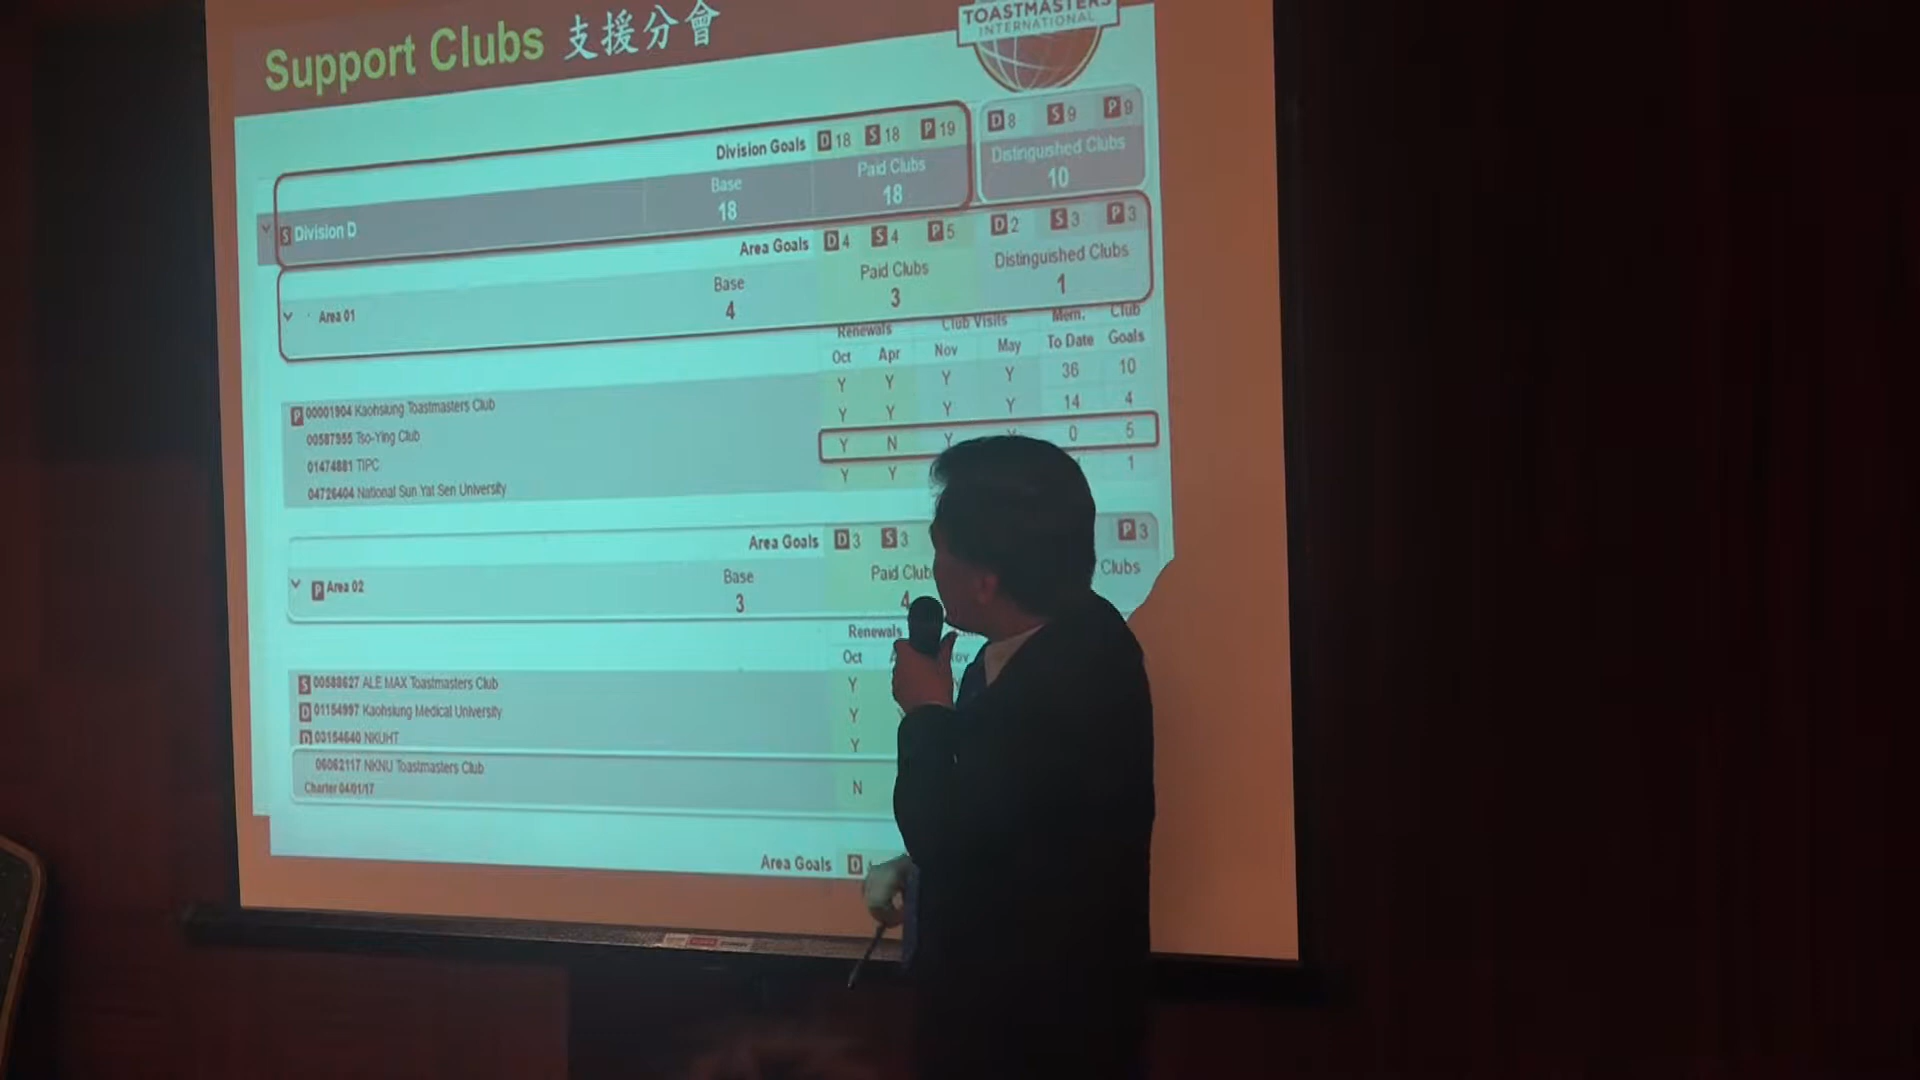 Support Clubs 支援分會
TOASTMASTERS
INTERNATIONAL
Division Goals D 18 S 18 P 19 D 8 S 9 P 9
Base Paid Clubs Distinguished Clubs
S Division D 18 18 10
Area Goals D 4 S 4 P 5 D 2 S 3 P 3
Base Paid Clubs Distinguished Clubs
Area 01 4 3 1
Renewals Club Visits Mem. Club
Oct Apr Nov May To Date Goals
P 00001904 Kaohsiung Toastmasters Club Y Y Y Y 36 10
00587955 Tso-Ying Club Y Y Y Y 14 4
01474881 TIPC Y N Y 0 5
04726404 National Sun Yat Sen University Y Y 1
Area Goals D 3 S 3 P 3
Base Paid Club Clubs
P Area 02 3 4
Renewals
Oct
S 00588627 ALE MAX Toastmasters Club Y
D 01154997 Kaohsiung Medical University Y
D 03154640 NKUHT Y
06062117 NKNU Toastmasters Club
Charter 04/01/17 N
Area Goals D